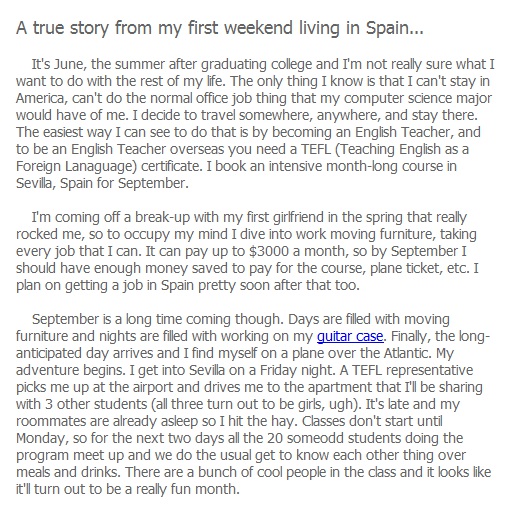 A true story from my first weekend living in Spain...
It's June, the summer after graduating college and I'm not really sure what I
want to do with the rest of my life. The only thing I know is that I can't stay in
America, can't do the normal office job thing that my computer science major
would have of me. I decide to travel somewhere, anywhere, and stay there.
The easiest way I can see to do that is by becoming an English Teacher, and
to be an English Teacher overseas you need a TEFL (Teaching English as a
Foreign Lanaguage) certificate. I book an intensive month-long course in
Sevilla, Spain for September.
I'm coming off a break-up with my first girlfriend in the spring that really
rocked me, so to occupy my mind I dive into work moving furniture, taking
every job that I can. It can pay up to $3000 a month, so by September I
should have enough money saved to pay for the course, plane ticket, etc. I
plan on getting a job in Spain pretty soon after that too.
September is a long time coming though. Days are filled with moving
furniture and nights are filled with working on my guitar case. Finally, the long-
anticipated day arrives and I find myself on a plane over the Atlantic. My
adventure begins. I get into Sevilla on a Friday night. A TEFL representative
picks me up at the airport and drives me to the apartment that I'll be sharing
with 3 other students (all three turn out to be girls, ugh). It's late and my
roommates are already asleep so I hit the hay. Classes don't start until
Monday, so for the next two days all the 20 someodd students doing the
program meet up and we do the usual get to know each other thing over
meals and drinks. There are a bunch of cool people in the class and it looks like
it'll turn out to be a really fun month.